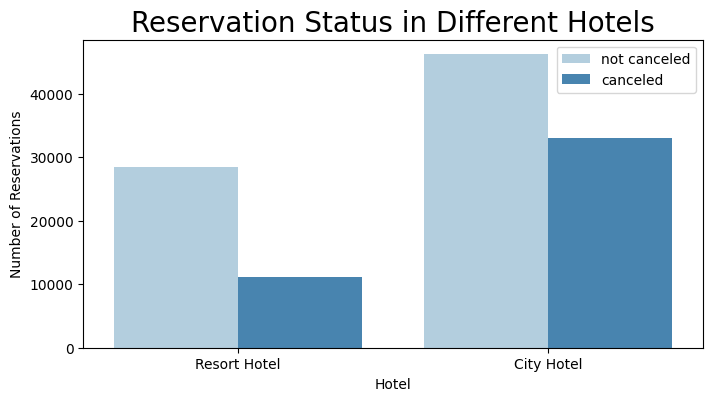 Reservation Status in Different Hotels
not canceled
canceled
Number of Reservations
40000
30000
20000
10000
0
Resort Hotel
City Hotel
Hotel